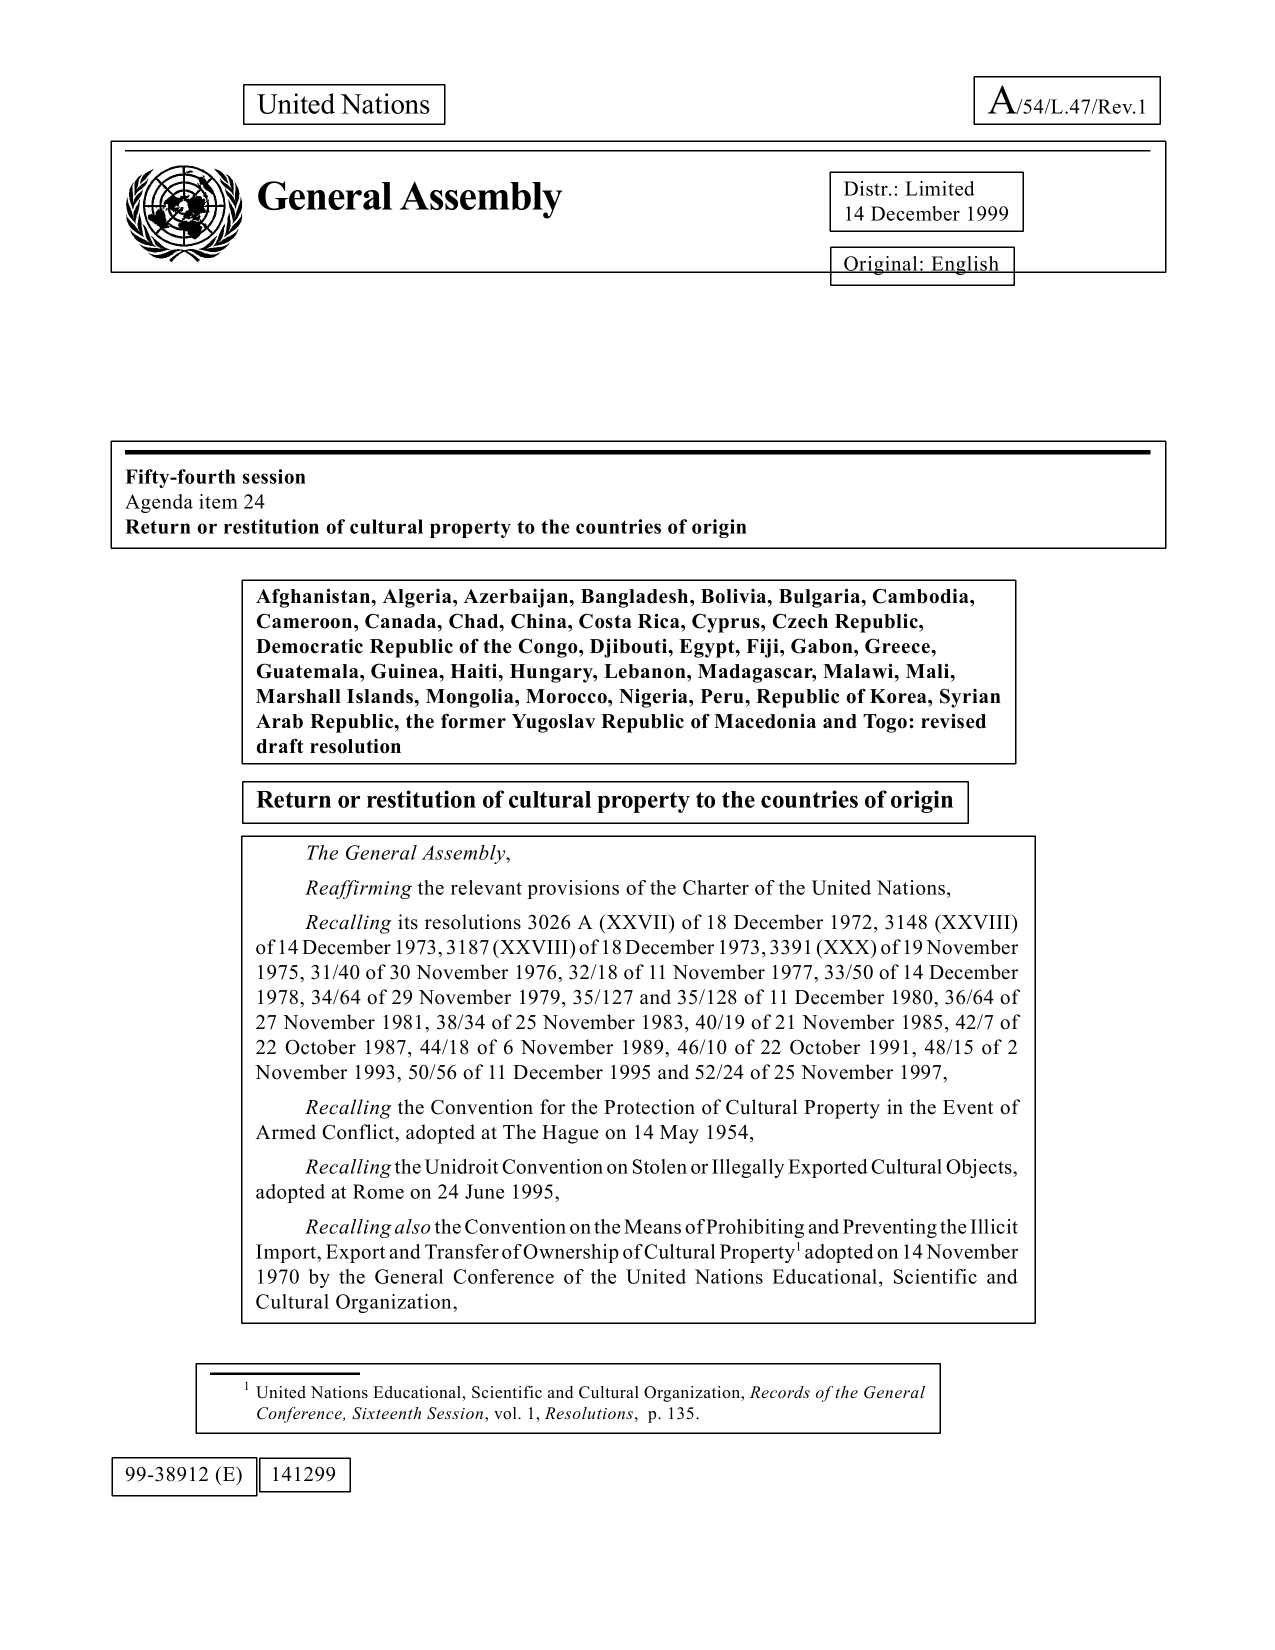 United Nations
A/54/L.47/Rev.1
General Assembly
Distr.: Limited
14 December 1999
Original: English
Fifty-fourth session
Agenda item 24
Return or restitution of cultural property to the countries of origin
Afghanistan, Algeria, Azerbaijan, Bangladesh, Bolivia, Bulgaria, Cambodia,
Cameroon, Canada, Chad, China, Costa Rica, Cyprus, Czech Republic,
Democratic Republic of the Congo, Djibouti, Egypt, Fiji, Gabon, Greece,
Guatemala, Guinea, Haiti, Hungary, Lebanon, Madagascar, Malawi, Mali,
Marshall Islands, Mongolia, Morocco, Nigeria, Peru, Republic of Korea, Syrian
Arab Republic, the former Yugoslav Republic of Macedonia and Togo: revised
draft resolution
Return or restitution of cultural property to the countries of origin
The General Assembly,
Reaffirming the relevant provisions of the Charter of the United Nations,
Recalling its resolutions 3026 A (XXVII) of 18 December 1972, 3148 (XXVIII)
of 14 December 1973, 3187 (XXVIII) of 18 December 1973, 3391 (XXX) of 19 November
1975, 31/40 of 30 November 1976, 32/18 of 11 November 1977, 33/50 of 14 December
1978, 34/64 of 29 November 1979, 35/127 and 35/128 of 11 December 1980, 36/64 of
27 November 1981, 38/34 of 25 November 1983, 40/19 of 21 November 1985, 42/7 of
22 October 1987, 44/18 of 6 November 1989, 46/10 of 22 October 1991, 48/15 of 2
November 1993, 50/56 of 11 December 1995 and 52/24 of 25 November 1997,
Recalling the Convention for the Protection of Cultural Property in the Event of
Armed Conflict, adopted at The Hague on 14 May 1954,
Recalling the Unidroit Convention on Stolen or Illegally Exported Cultural Objects,
adopted at Rome on 24 June 1995,
Recalling also the Convention on the Means of Prohibiting and Preventing the Illicit
Import, Export and Transfer of Ownership of Cultural Property1 adopted on 14 November
1970 by the General Conference of the United Nations Educational, Scientific and
Cultural Organization,
1 United Nations Educational, Scientific and Cultural Organization, Records of the General
Conference, Sixteenth Session, vol. 1, Resolutions, p. 135.
99-38912 (E) 141299